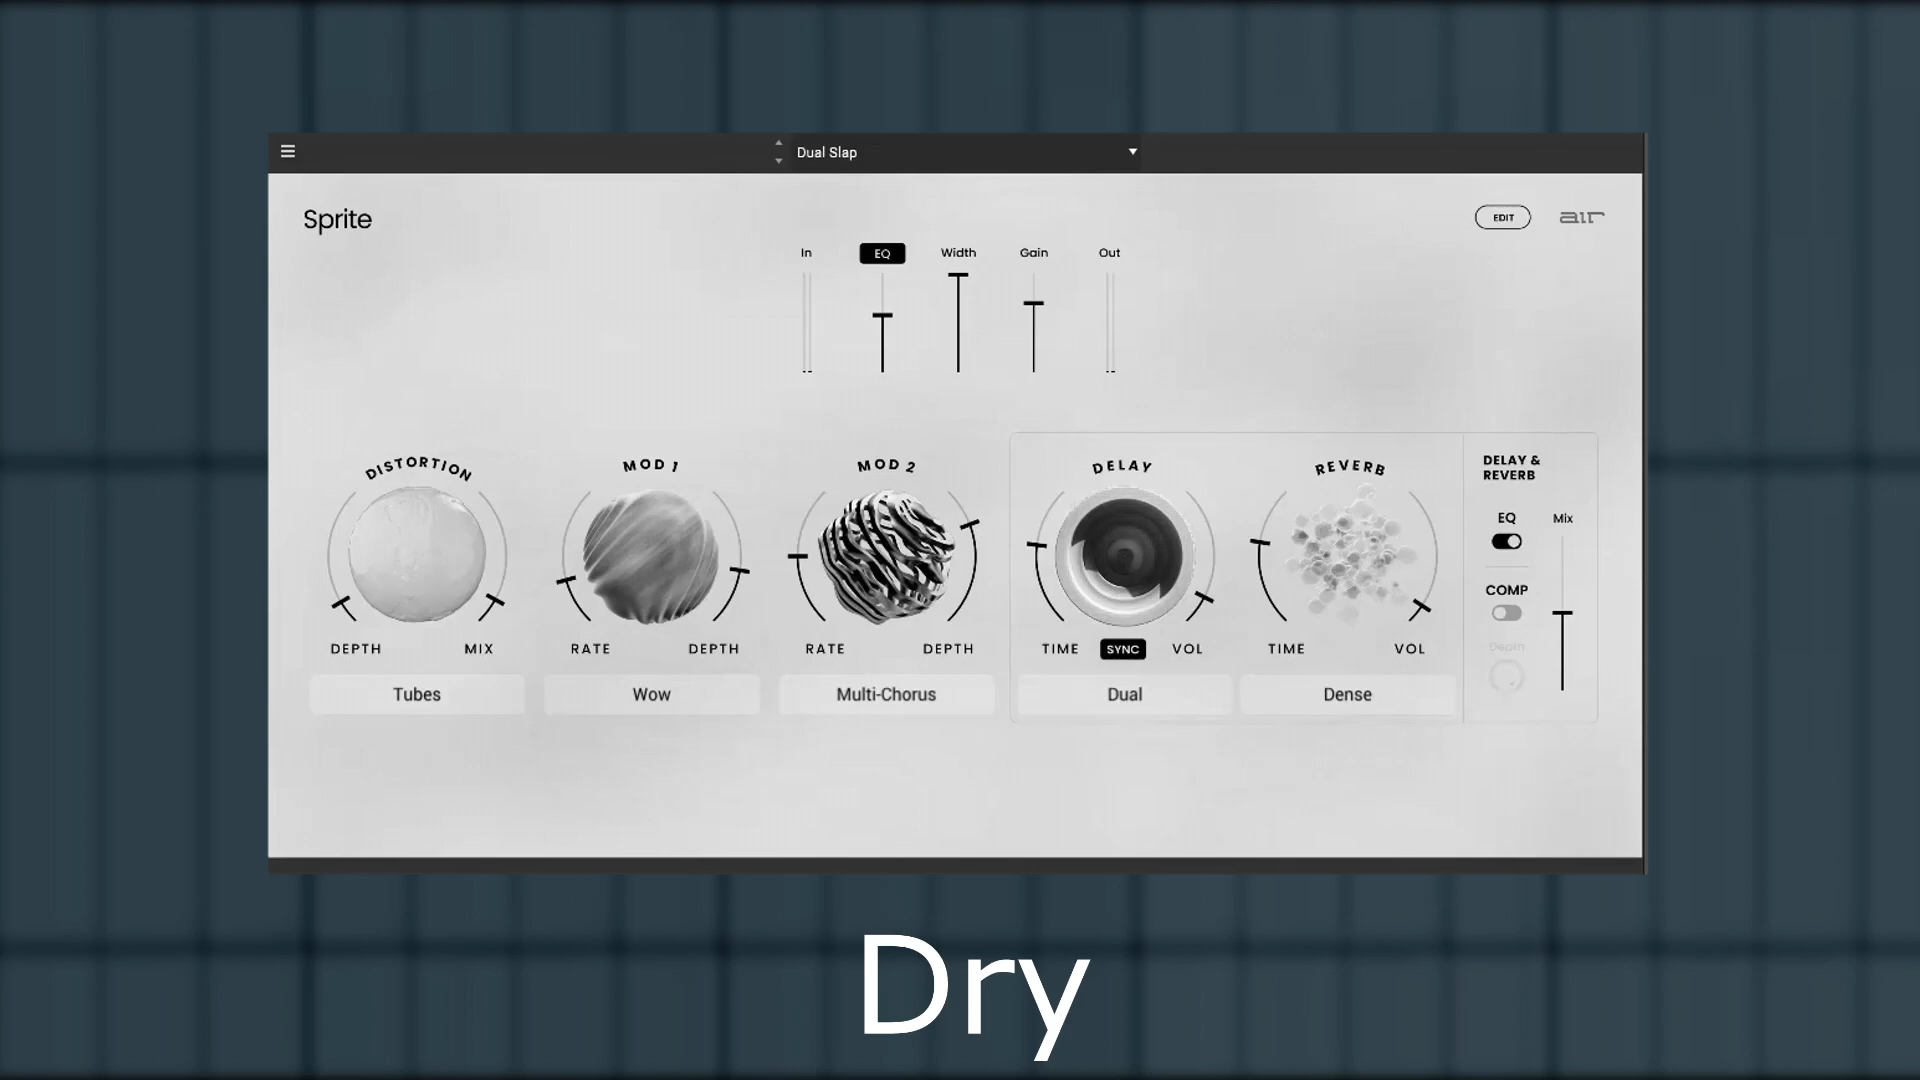 Dual Slap
Sprite
EDIT
air
In
EQ
Width
Gain
Out
DISTORTION
DEPTH
MIX
Tubes
MOD 1
RATE
DEPTH
Wow
MOD 2
RATE
DEPTH
Multi-Chorus
DELAY
TIME
SYNC
VOL
Dual
REVERB
TIME
VOL
Dense
DELAY &
REVERB
EQ
Mix
COMP
Depth
Dry